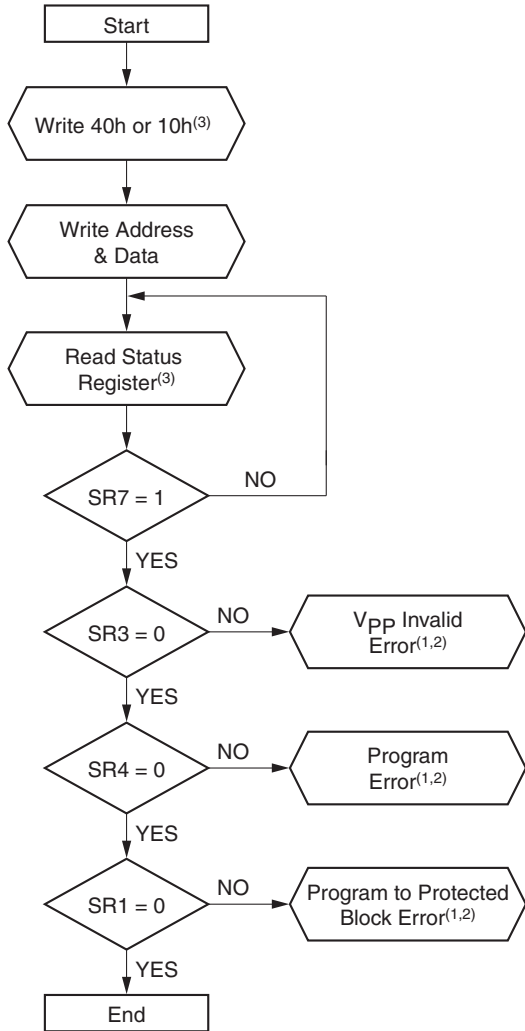 Start
Write 40h or 10h(3)
Write Address
& Data
Read Status
Register(3)
SR7 = 1
NO
YES
SR3 = 0
NO
VPP Invalid
Error(1,2)
YES
SR4 = 0
NO
Program
Error(1,2)
YES
SR1 = 0
NO
Program to Protected
Block Error(1,2)
YES
End